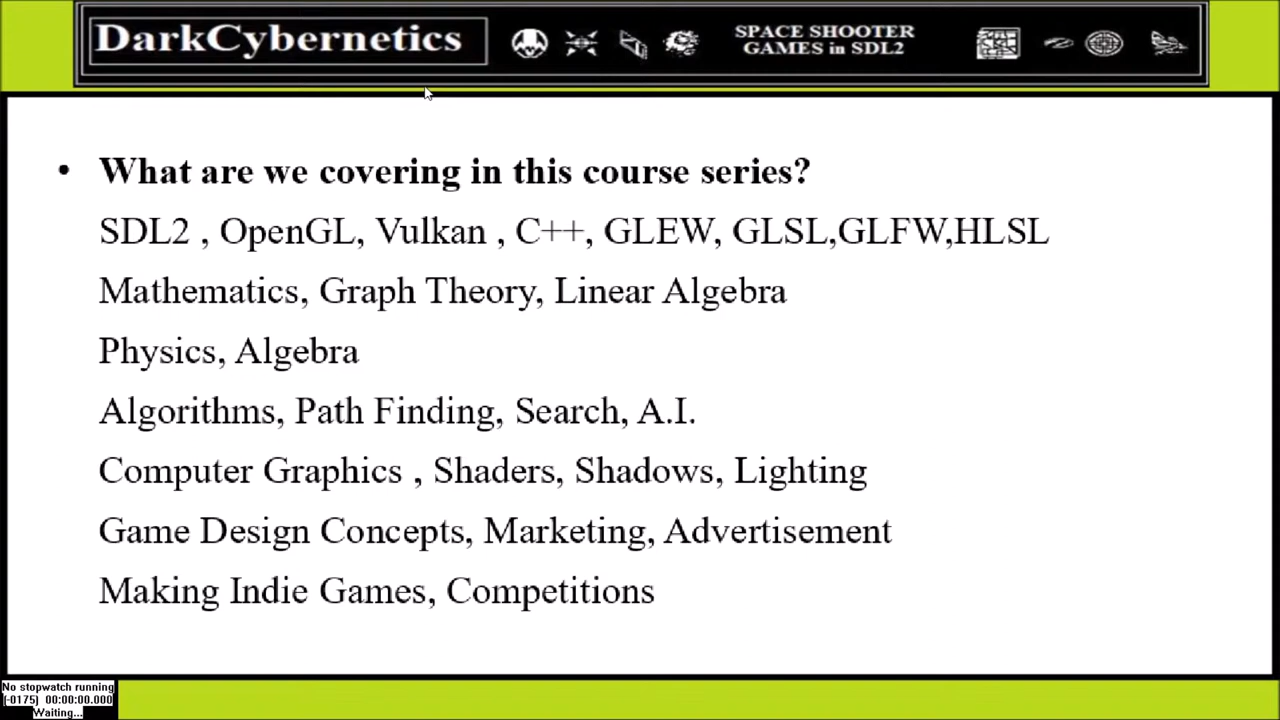 DarkCybernetics
SPACE SHOOTER
GAMES in SDL2
• What are we covering in this course series?
SDL2 , OpenGL, Vulkan , C++, GLEW, GLSL,GLFW,HLSL
Mathematics, Graph Theory, Linear Algebra
Physics, Algebra
Algorithms, Path Finding, Search, A.I.
Computer Graphics , Shaders, Shadows, Lighting
Game Design Concepts, Marketing, Advertisement
Making Indie Games, Competitions
No stopwatch running
(-0175) 00:00:00.000
Waiting...